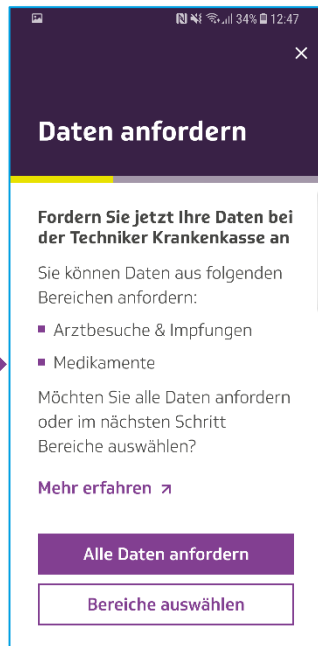 34% 12.47
Daten anfordern
Fordern Sie jetzt Ihre Daten bei
der Techniker Krankenkasse an
Sie können Daten aus folgenden
Bereichen anfordern:
Arztbesuche & Impfungen
Medikamente
Möchten Sie alle Daten anfordern
oder im nächsten Schritt
Bereiche auswählen?
Mehr erfahren
Alle Daten anfordern
Bereiche auswählen